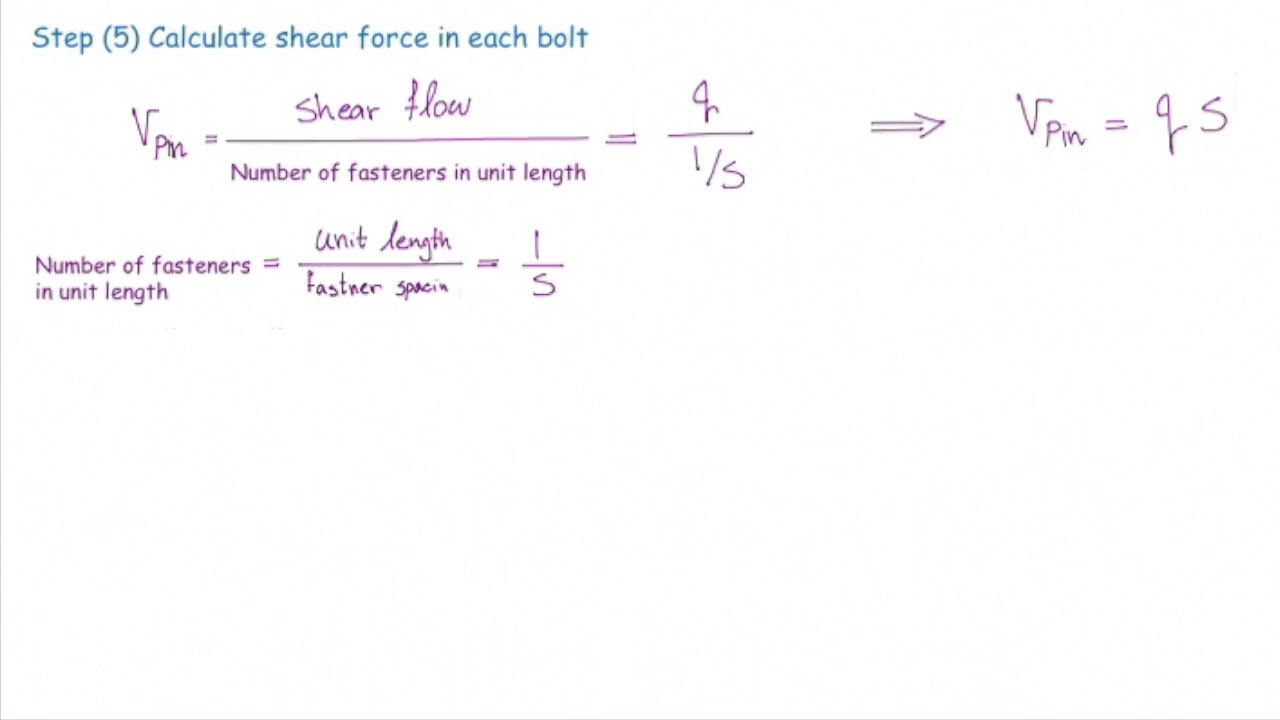 Step (5) Calculate shear force in each bolt
V_Pin = Shear flow / Number of fasteners in unit length = q / 1/S ⟹ V_Pin = q S
Number of fasteners in unit length = unit length / fastner spacin = 1 / S